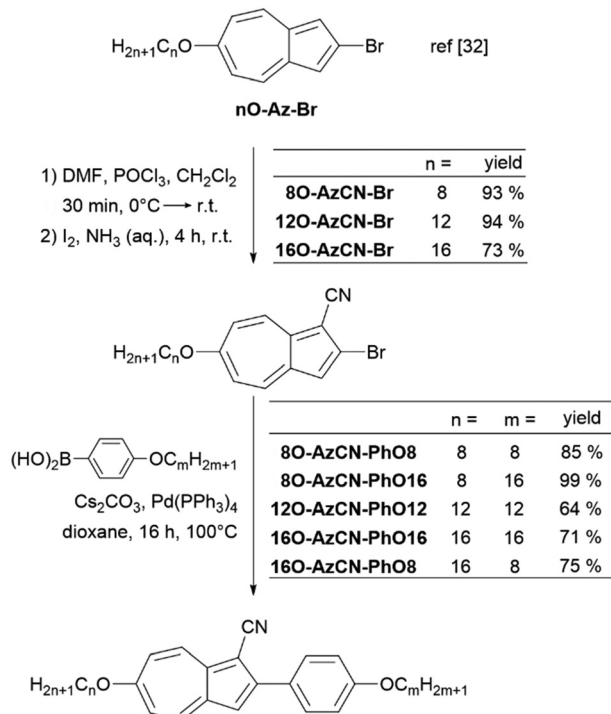 H2n+1CnO
Br
ref [32]
nO-Az-Br
1) DMF, POCl3, CH2Cl2
30 min, 0°C → r.t.
2) I2, NH3 (aq.), 4 h, r.t.
n = yield
8O-AzCN-Br 8 93 %
12O-AzCN-Br 12 94 %
16O-AzCN-Br 16 73 %
CN
H2n+1CnO
Br
(HO)2B
OCmH2m+1
Cs2CO3, Pd(PPh3)4
dioxane, 16 h, 100°C
n = m = yield
8O-AzCN-PhO8 8 8 85 %
8O-AzCN-PhO16 8 16 99 %
12O-AzCN-PhO12 12 12 64 %
16O-AzCN-PhO16 16 16 71 %
16O-AzCN-PhO8 16 8 75 %
CN
H2n+1CnO
OCmH2m+1